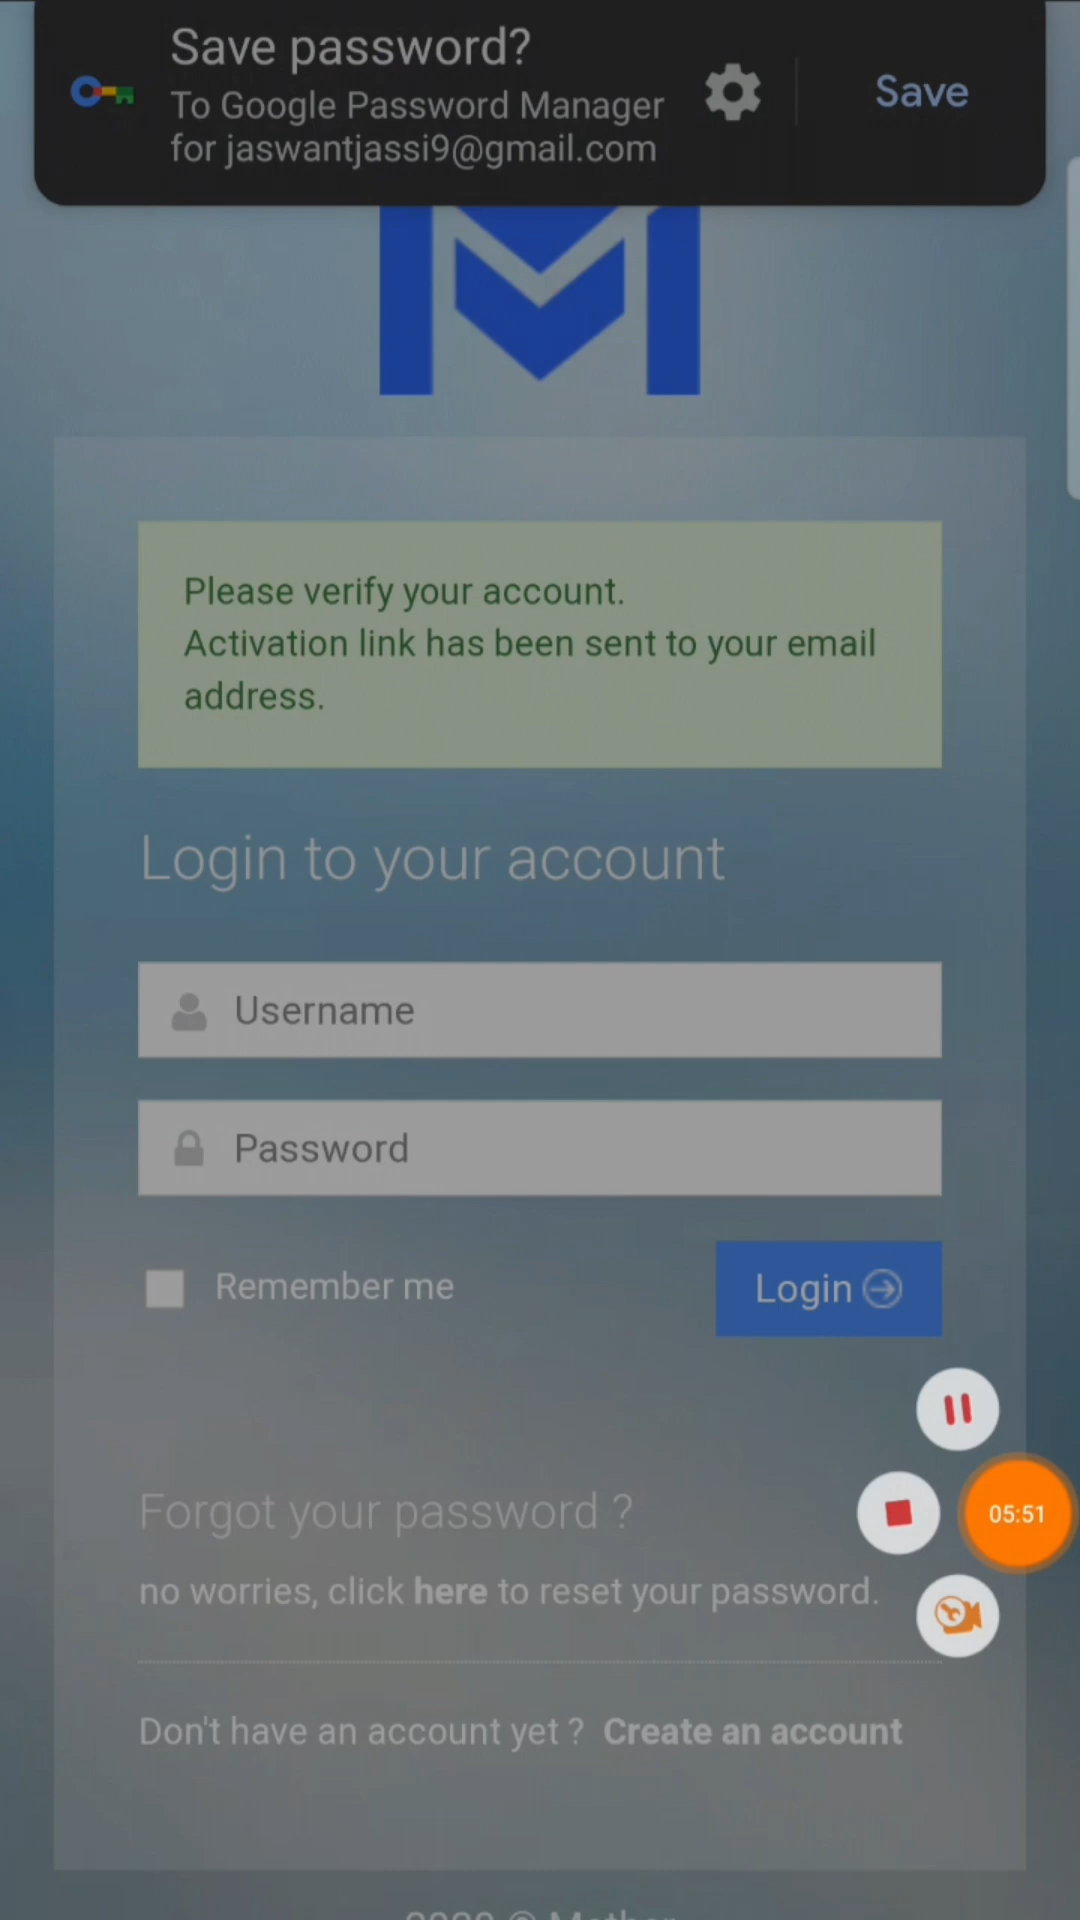 Save password?
To Google Password Manager
for jaswantjassi9@gmail.com
Save
Please verify your account.
Activation link has been sent to your email
address.
Login to your account
Username
Password
Remember me
Login
05:51
Forgot your password ?
no worries, click here to reset your password.
Don't have an account yet ? Create an account